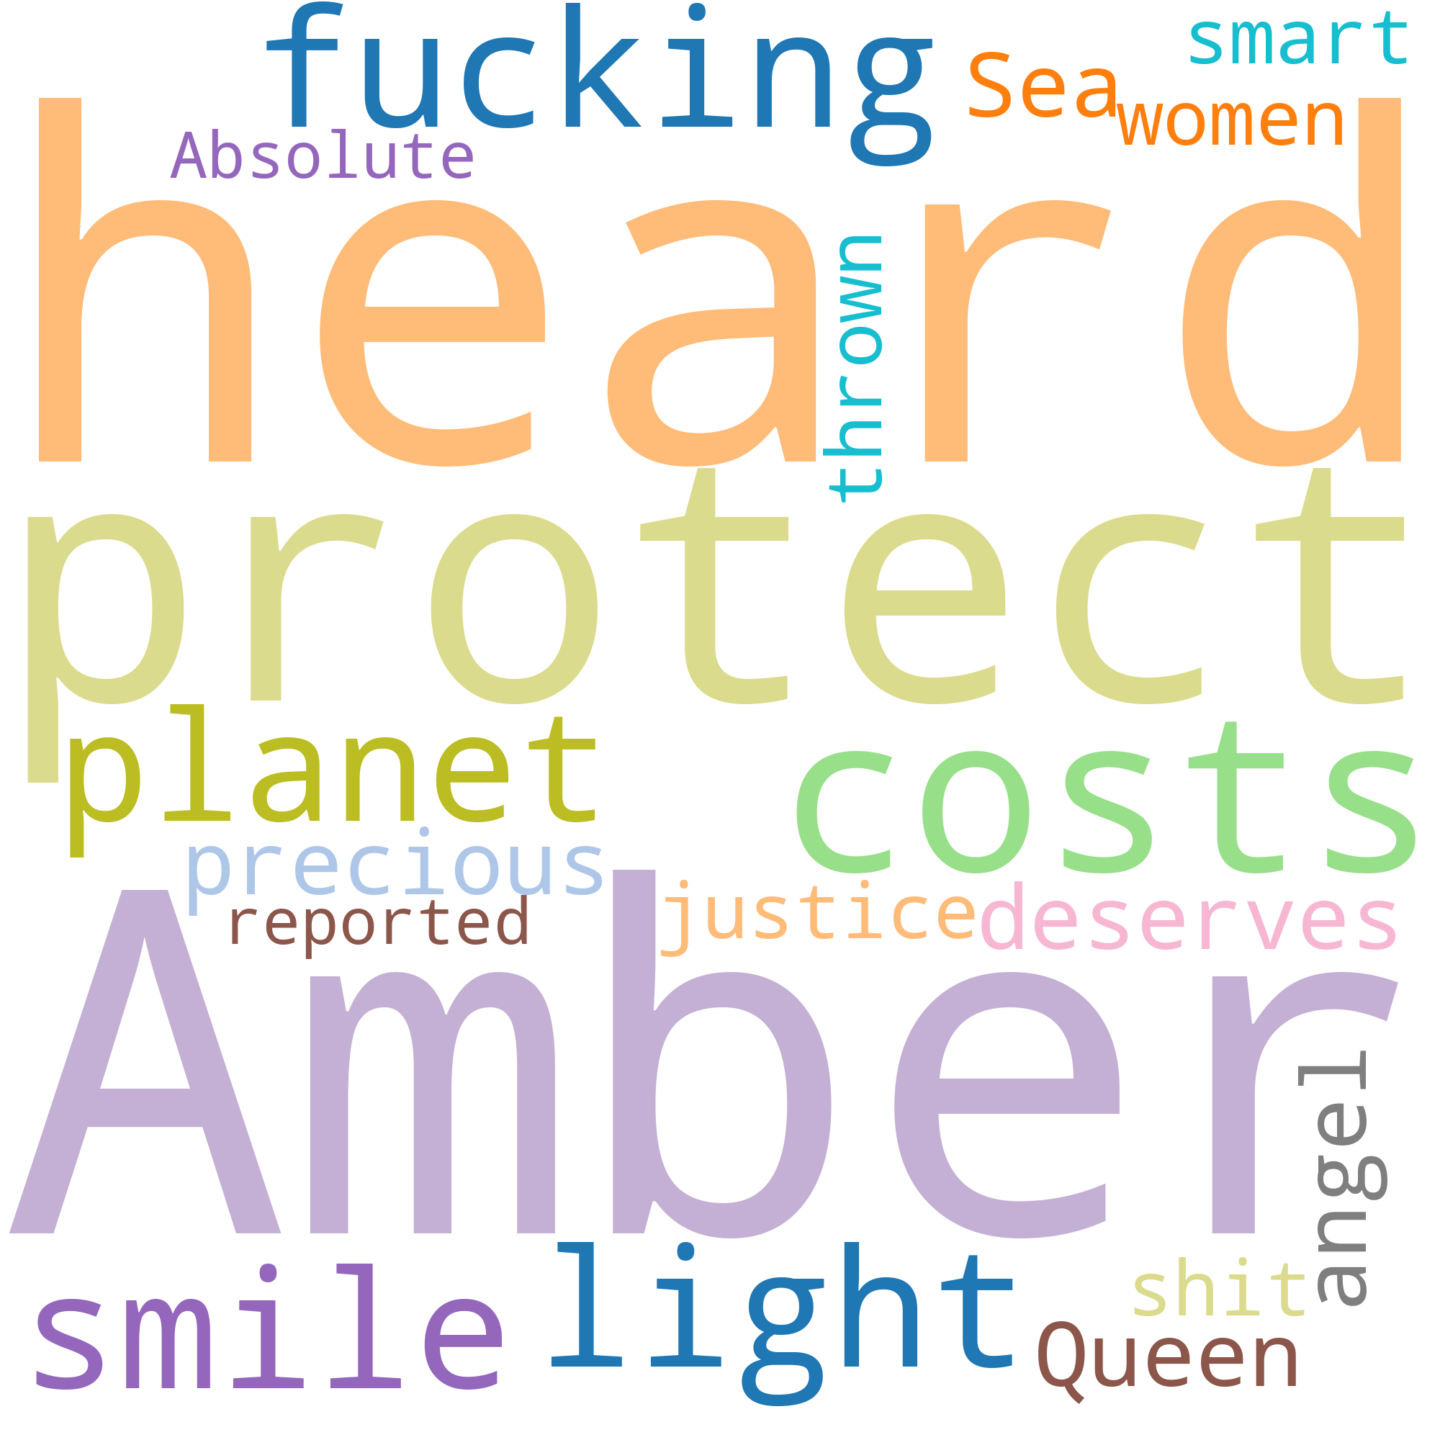 fucking
smart
Sea
women
Absolute
heard
thrown
protect
planet
costs
precious
justice
deserves
reported
Amber
angel
smile
light
shit
Queen